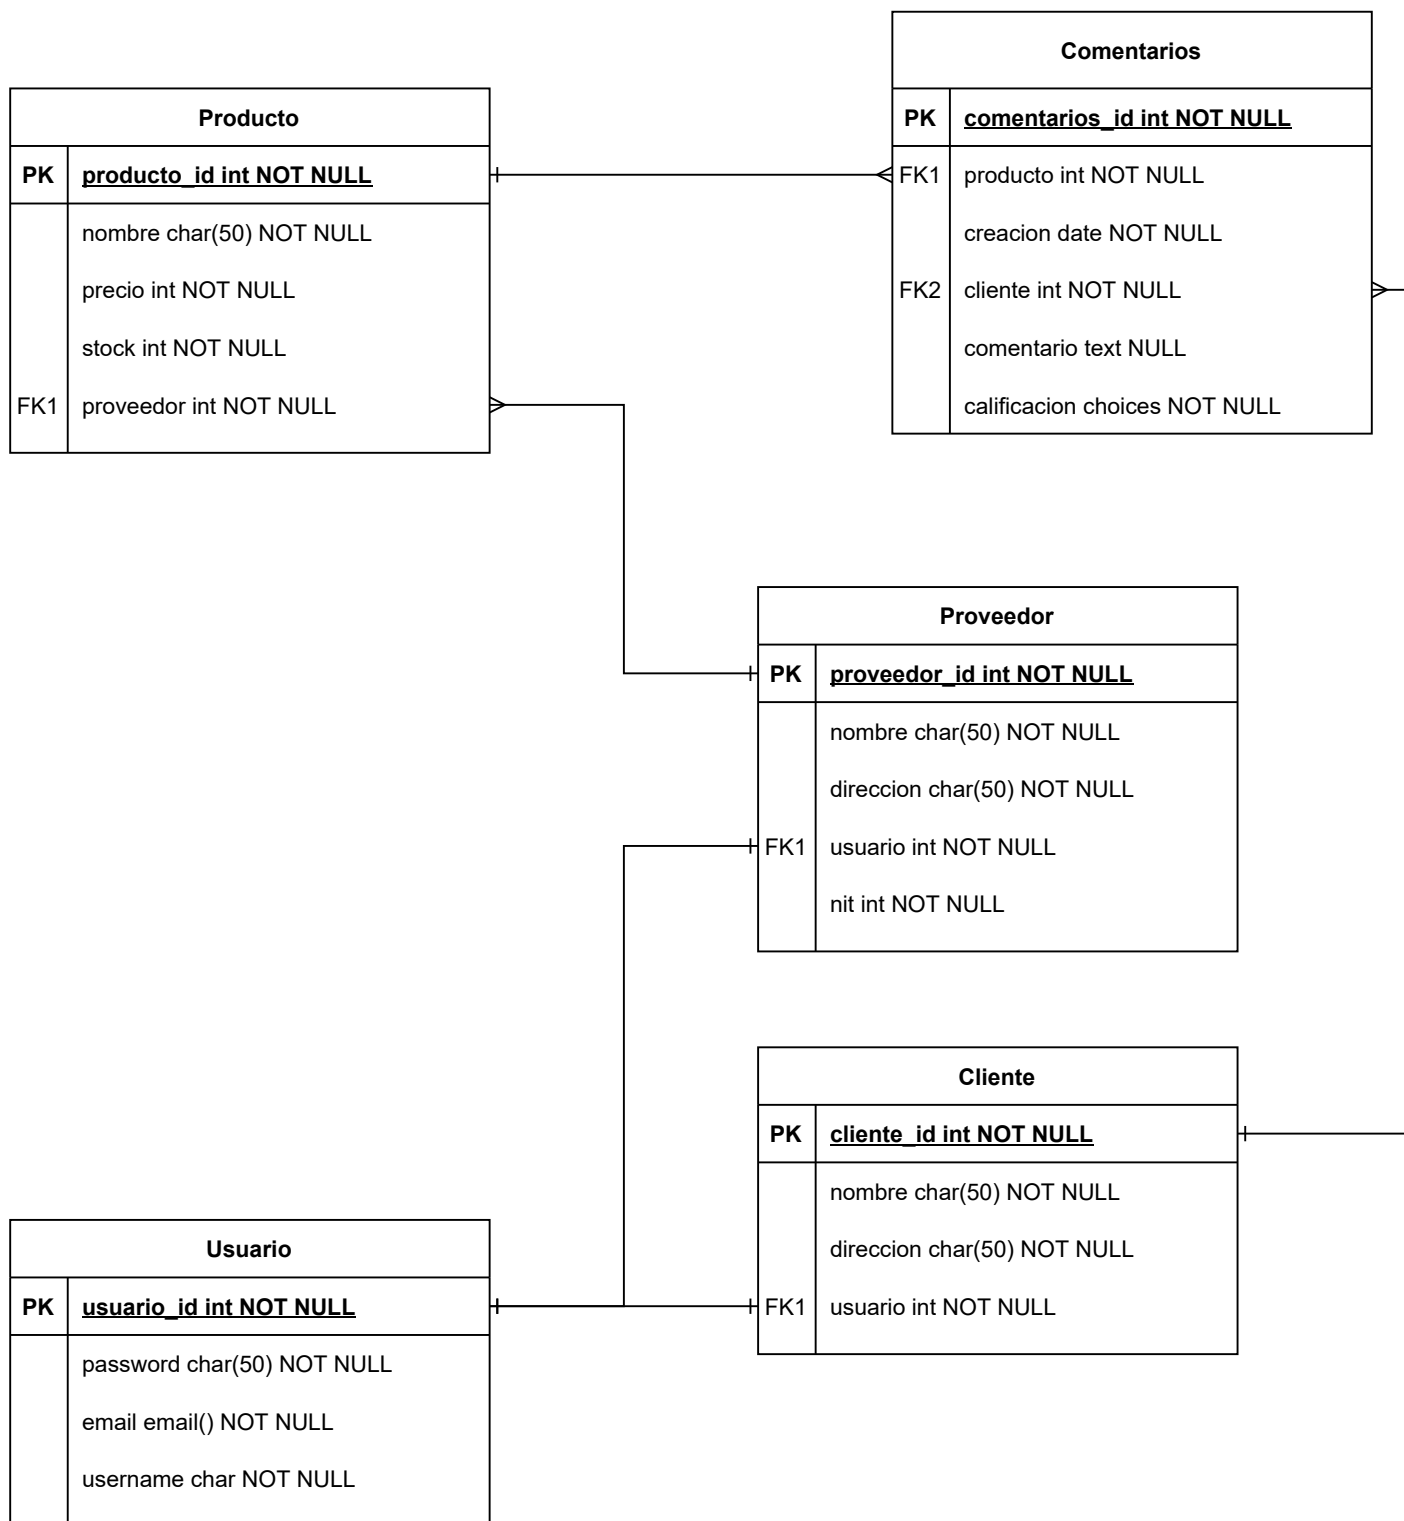 Comentarios
PK comentarios_id int NOT NULL
FK1 producto int NOT NULL
creacion date NOT NULL
FK2 cliente int NOT NULL
comentario text NULL
calificacion choices NOT NULL
Producto
PK producto_id int NOT NULL
nombre char(50) NOT NULL
precio int NOT NULL
stock int NOT NULL
FK1 proveedor int NOT NULL
Proveedor
PK proveedor_id int NOT NULL
nombre char(50) NOT NULL
direccion char(50) NOT NULL
FK1 usuario int NOT NULL
nit int NOT NULL
Cliente
PK cliente_id int NOT NULL
nombre char(50) NOT NULL
direccion char(50) NOT NULL
FK1 usuario int NOT NULL
Usuario
PK usuario_id int NOT NULL
password char(50) NOT NULL
email email() NOT NULL
username char NOT NULL